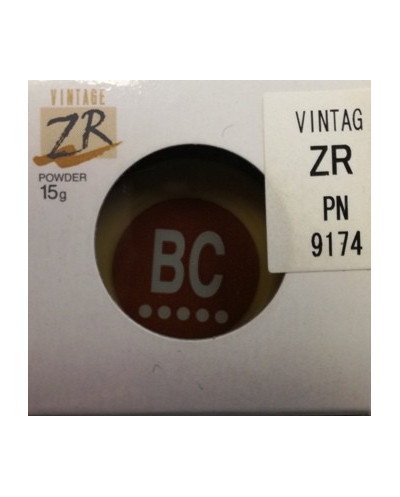 VINTAGE
ZR
POWDER
15g
BC
VINTAG
ZR
PN
9174